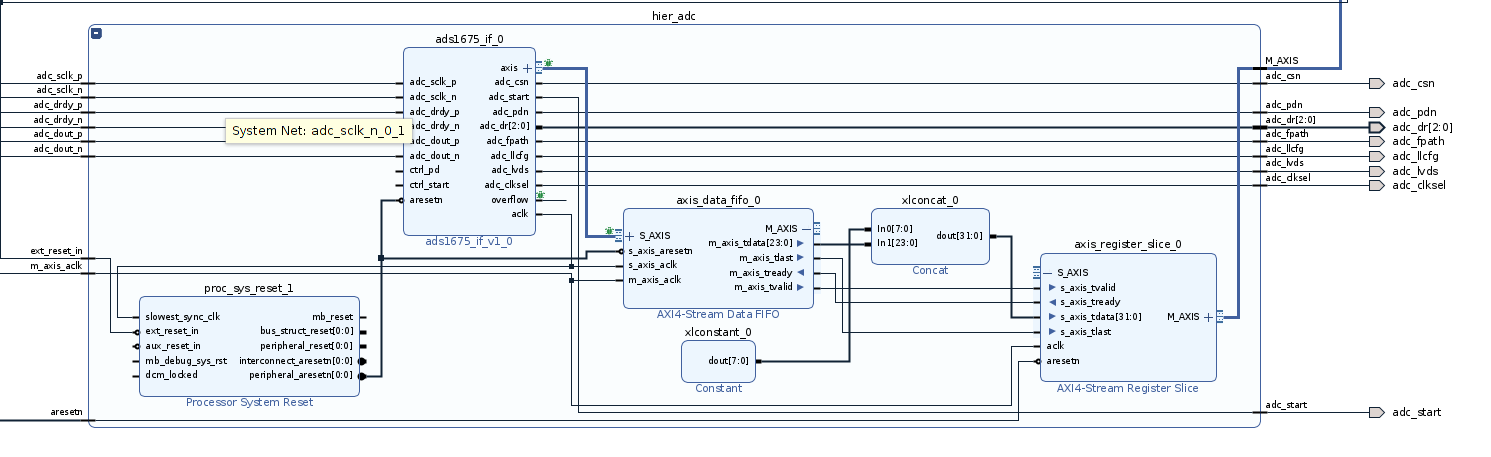 hier_adc
ads1675_if_0
adc_sclk_p
adc_sclk_n
adc_drdy_p
adc_drdy_n
adc_dout_p
adc_dout_n
System Net: adc_sclk_n_0_1
adc_sclk_p
adc_sclk_n
adc_drdy_p
adc_drdy_n
adc_dout_p
adc_dout_n
ctrl_pd
ctrl_start
aresetn
axis
adc_csn
adc_start
adc_pdn
adc_dr[2:0]
adc_fpath
adc_llcfg
adc_lvds
adc_clksel
overflow
aclk
ads1675_if_v1_0
M_AXIS
adc_csn
adc_pdn
adc_dr[2:0]
adc_fpath
adc_llcfg
adc_lvds
adc_clksel
adc_csn
adc_pdn
adc_dr[2:0]
adc_fpath
adc_llcfg
adc_lvds
adc_clksel
axis_data_fifo_0
S_AXIS
s_axis_aresetn
s_axis_aclk
m_axis_aclk
M_AXIS
m_axis_tdata[23:0]
m_axis_tlast
m_axis_tready
m_axis_tvalid
AXI4-Stream Data FIFO
xlconcat_0
In0[7:0]
In1[23:0]
dout[31:0]
Concat
axis_register_slice_0
S_AXIS
s_axis_tvalid
s_axis_tready
s_axis_tdata[31:0]
s_axis_tlast
aclk
aresetn
M_AXIS
AXI4-Stream Register Slice
ext_reset_in
m_axis_aclk
proc_sys_reset_1
slowest_sync_clk
ext_reset_in
aux_reset_in
mb_debug_sys_rst
dcm_locked
mb_reset
bus_struct_reset[0:0]
peripheral_reset[0:0]
interconnect_aresetn[0:0]
peripheral_aresetn[0:0]
Processor System Reset
xlconstant_0
dout[7:0]
Constant
aresetn
adc_start
adc_start